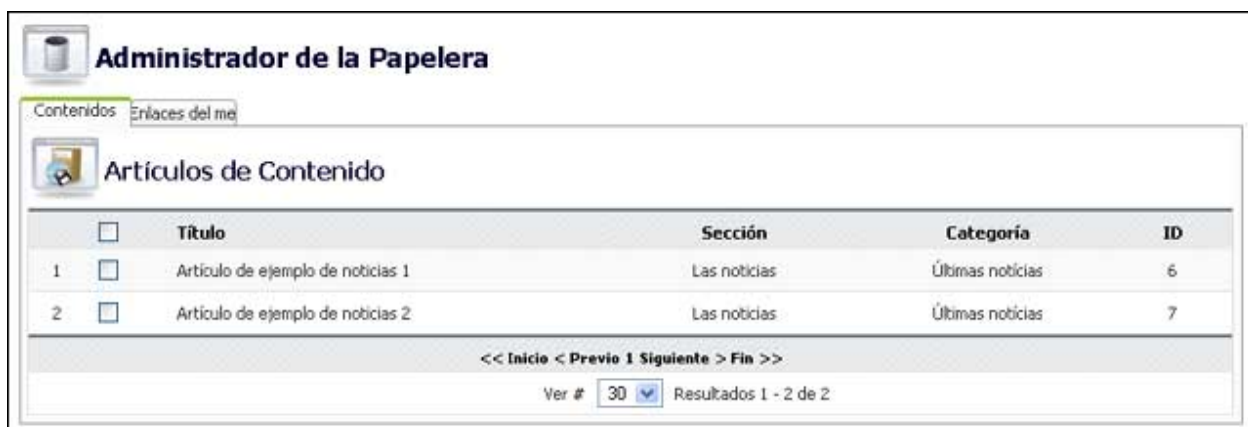 Administrador de la Papelera
Contenidos Enlaces del me
Artículos de Contenido
Título Sección Categoría ID
1 Artículo de ejemplo de noticias 1 Las noticias Últimas notícias 6
2 Artículo de ejemplo de noticias 2 Las noticias Últimas notícias 7
<< Inicio < Previo 1 Siguiente > Fin >>
Ver # 30 Resultados 1 - 2 de 2